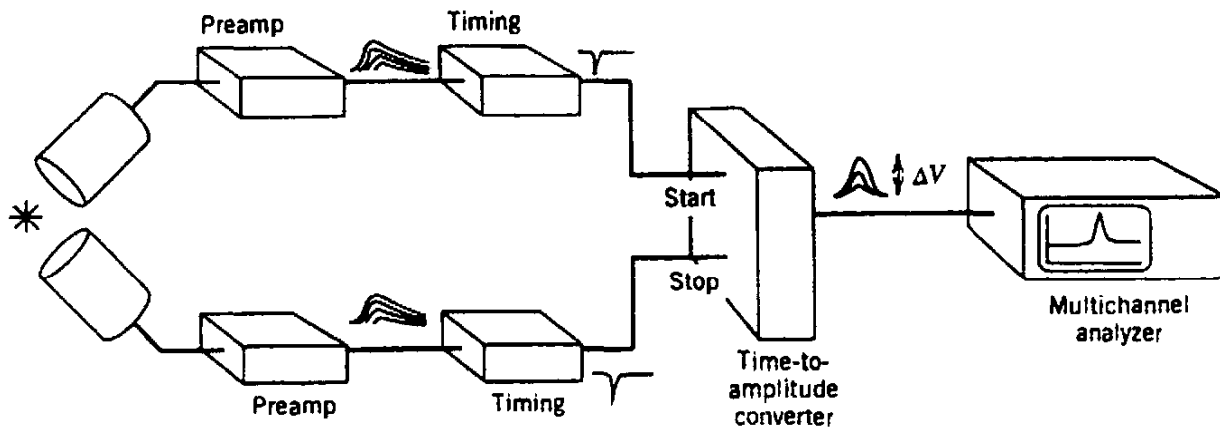 Preamp
Timing
ΔV
Start
Stop
Multichannel
analyzer
Time-to-
amplitude
converter
Preamp
Timing